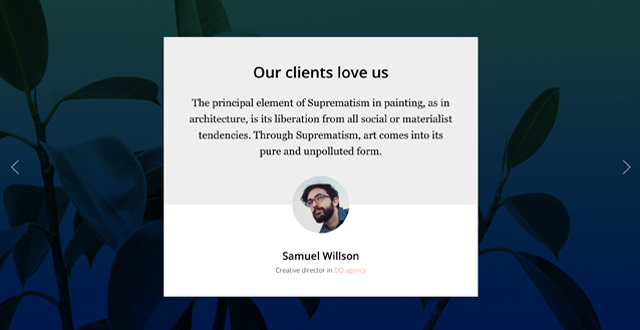 Our clients love us
The principal element of Suprematism in painting, as in
architecture, is its liberation from all social or materialist
tendencies. Through Suprematism, art comes into its
pure and unpolluted form.
Samuel Willson
Creative director in DD agency